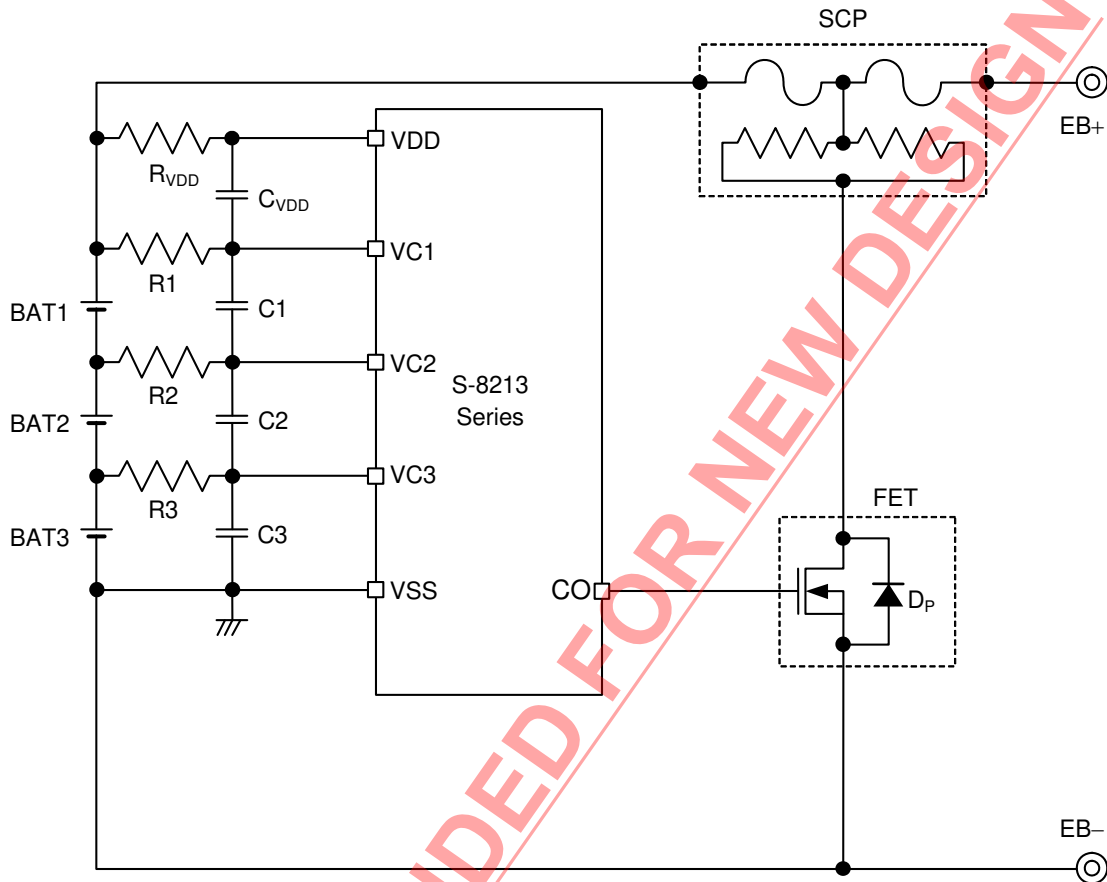 SCP
EB+
VDD
RVDD
CVDD
VC1
R1
C1
BAT1
VC2
R2
C2
BAT2
S-8213
Series
VC3
R3
C3
BAT3
VSS
CO
FET
DP
EB−
NDED FOR NEW DESIGN